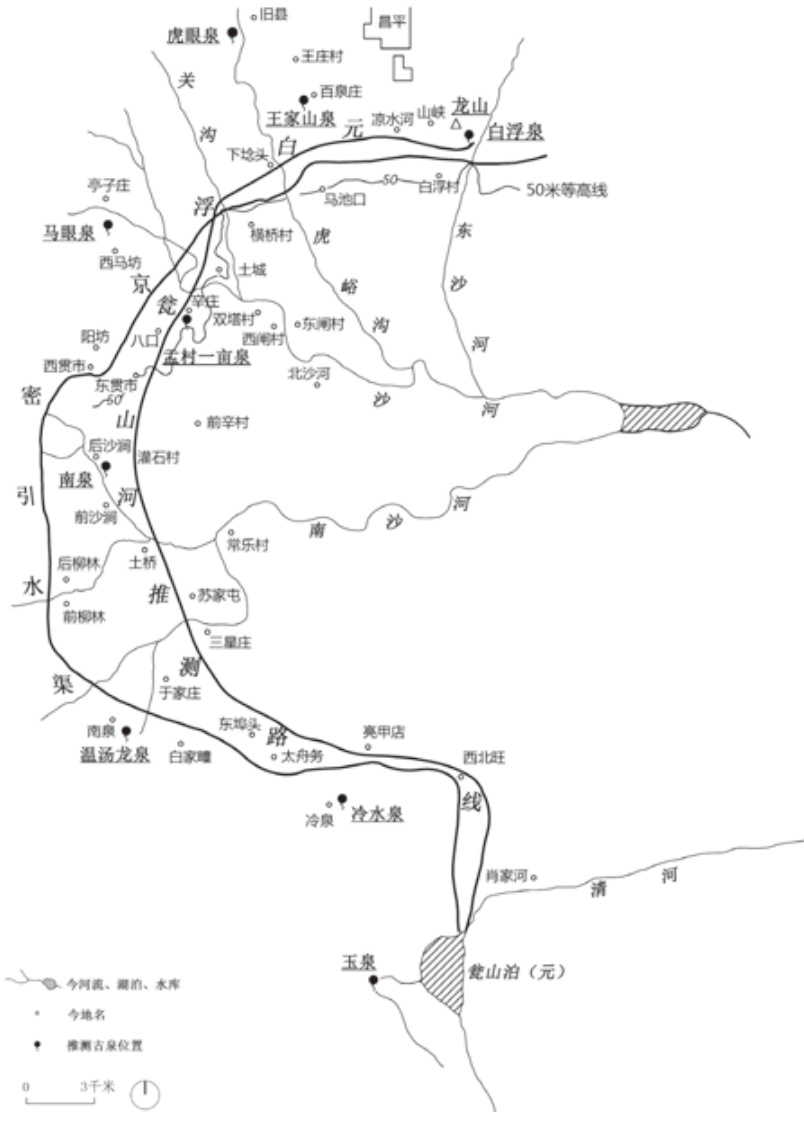 旧县
昌平
虎眼泉
王庄村
关
沟
百泉庄
王家山泉
元
白
浮
瓮
山
河
推
测
路
线
凉水河
山峡
龙山
白浮泉
下埝头
50
白浮村
50米等高线
马池口
亭子庄
马眼泉
西马坊
横桥村
虎
峪
沟
东
沙
河
土城
京
密
引
水
渠
辛庄
双塔村
西闸村
东闸村
阳坊
八口
孟村一亩泉
西贯市
东贯市
50
北沙河
沙
河
前辛村
后沙涧
灌石村
南泉
前沙涧
南
沙
河
常乐村
后柳林
土桥
前柳林
苏家屯
三星庄
于家庄
南泉
温汤龙泉
东埠头
白家疃
太舟务
亮甲店
西北旺
冷泉
冷水泉
肖家河
清
河
玉泉
瓮山泊（元）
今河流、湖泊、水库
今地名
推测古泉位置
0
3千米